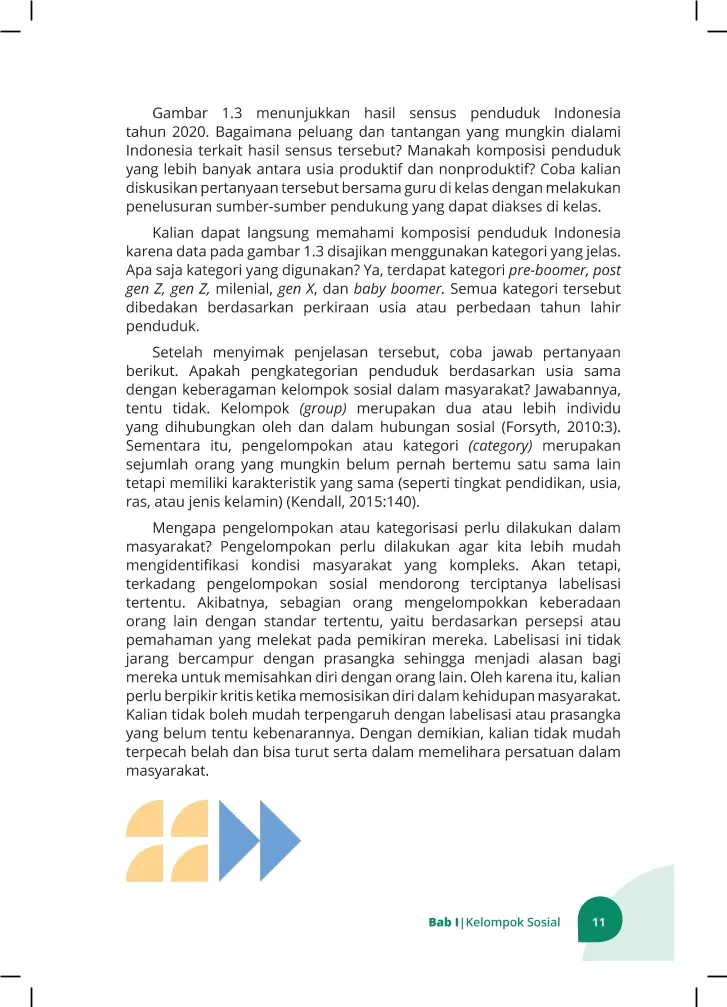 Gambar 1.3 menunjukkan hasil sensus penduduk Indonesia
tahun 2020. Bagaimana peluang dan tantangan yang mungkin dialami
Indonesia terkait hasil sensus tersebut? Manakah komposisi penduduk
yang lebih banyak antara usia produktif dan nonproduktif? Coba kalian
diskusikan pertanyaan tersebut bersama guru di kelas dengan melakukan
penelusuran sumber-sumber pendukung yang dapat diakses di kelas.
Kalian dapat langsung memahami komposisi penduduk Indonesia
karena data pada gambar 1.3 disajikan menggunakan kategori yang jelas.
Apa saja kategori yang digunakan? Ya, terdapat kategori pre-boomer, post
gen Z, gen Z, milenial, gen X, dan baby boomer. Semua kategori tersebut
dibedakan berdasarkan perkiraan usia atau perbedaan tahun lahir
penduduk.
Setelah menyimak penjelasan tersebut, coba jawab pertanyaan
berikut. Apakah pengkategorian penduduk berdasarkan usia sama
dengan keberagaman kelompok sosial dalam masyarakat? Jawabannya,
tentu tidak. Kelompok (group) merupakan dua atau lebih individu
yang dihubungkan oleh dan dalam hubungan sosial (Forsyth, 2010:3).
Sementara itu, pengelompokan atau kategori (category) merupakan
sejumlah orang yang mungkin belum pernah bertemu satu sama lain
tetapi memiliki karakteristik yang sama (seperti tingkat pendidikan, usia,
ras, atau jenis kelamin) (Kendall, 2015:140).
Mengapa pengelompokan atau kategorisasi perlu dilakukan dalam
masyarakat? Pengelompokan perlu dilakukan agar kita lebih mudah
mengidentifikasi kondisi masyarakat yang kompleks. Akan tetapi,
terkadang pengelompokan sosial mendorong terciptanya labelisasi
tertentu. Akibatnya, sebagian orang mengelompokkan keberadaan
orang lain dengan standar tertentu, yaitu berdasarkan persepsi atau
pemahaman yang melekat pada pemikiran mereka. Labelisasi ini tidak
jarang bercampur dengan prasangka sehingga menjadi alasan bagi
mereka untuk memisahkan diri dengan orang lain. Oleh karena itu, kalian
perlu berpikir kritis ketika memosisikan diri dalam kehidupan masyarakat.
Kalian tidak boleh mudah terpengaruh dengan labelisasi atau prasangka
yang belum tentu kebenarannya. Dengan demikian, kalian tidak mudah
terpecah belah dan bisa turut serta dalam memelihara persatuan dalam
masyarakat.
Bab I|Kelompok Sosial 11